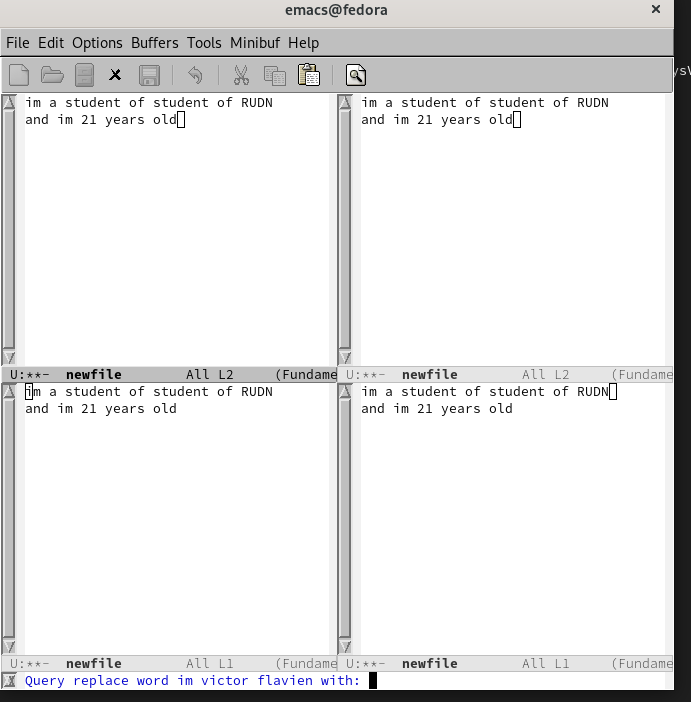 emacs@fedora ×
File Edit Options Buffers Tools Minibuf Help
im a student of student of RUDN
and im 21 years old
im a student of student of RUDN
and im 21 years old
U:**- newfile All L2 (Fundame
U:**- newfile All L2 (Fundame
im a student of student of RUDN
and im 21 years old
im a student of student of RUDN
and im 21 years old
U:**- newfile All L1 (Fundame
U:**- newfile All L1 (Fundame
Query replace word im victor flavien with: